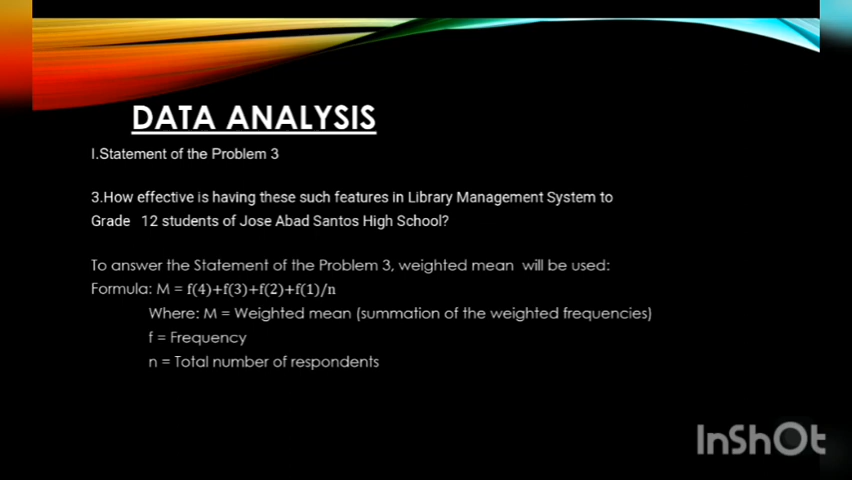 DATA ANALYSIS
I.Statement of the Problem 3
3.How effective is having these such features in Library Management System to
Grade 12 students of Jose Abad Santos High School?
To answer the Statement of the Problem 3, weighted mean will be used:
Formula: M = f(4)+f(3)+f(2)+f(1)/n
Where: M = Weighted mean (summation of the weighted frequencies)
f = Frequency
n = Total number of respondents
InShOt